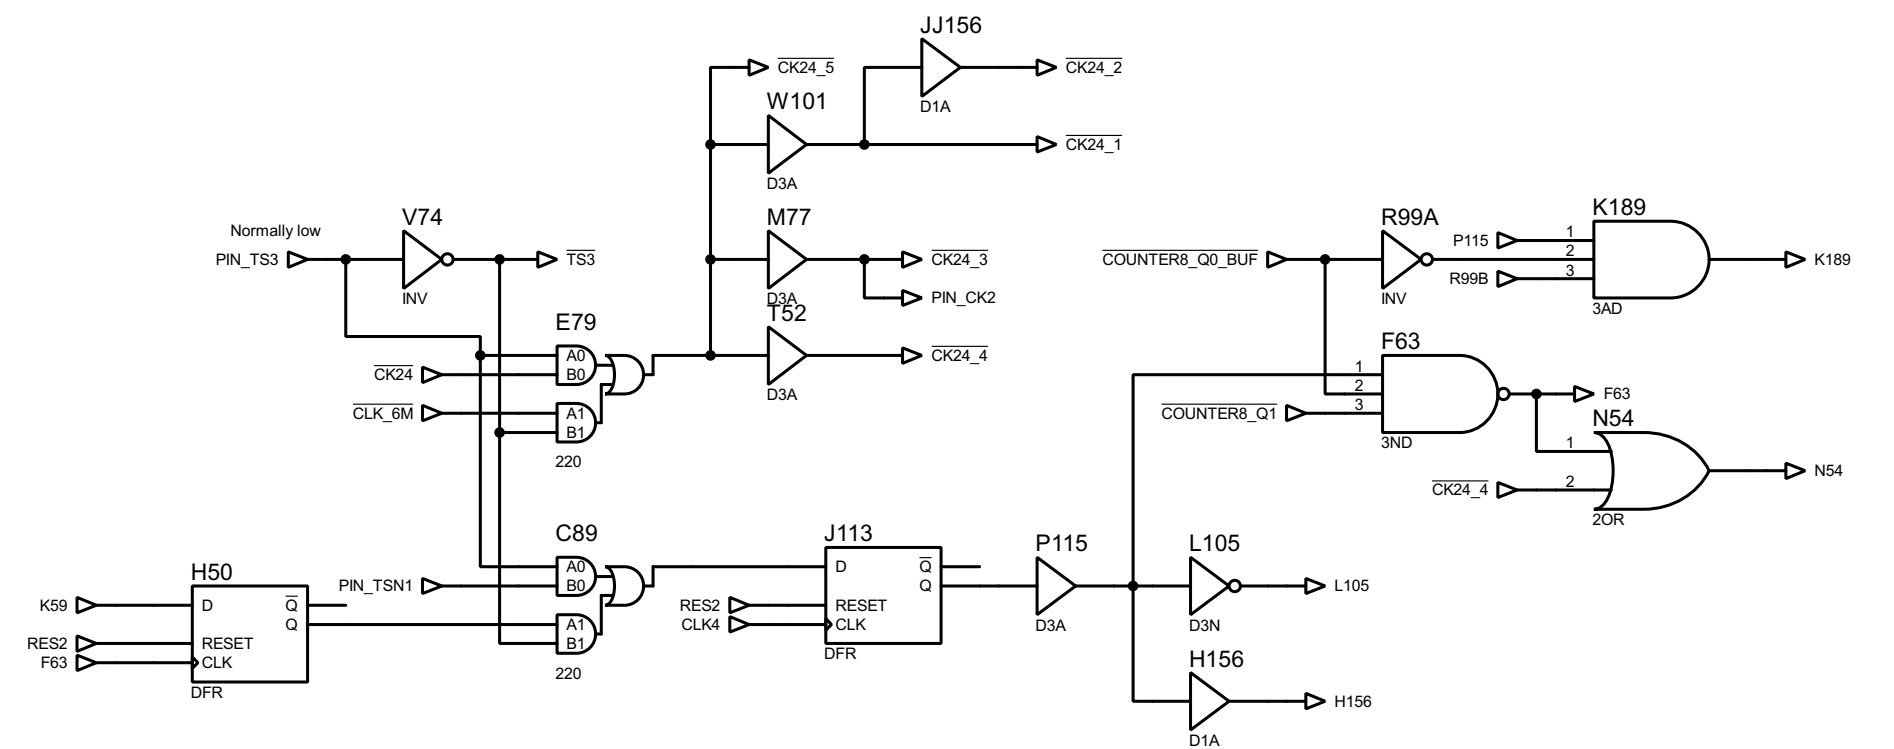 JJ156
CK24_5
CK24_2
D1A
W101
CK24_1
D3A
Normally low
PIN_TS3
V74
INV
TS3
M77
D3A
CK24_3
PIN_CK2
T52
D3A
CK24_4
E79
CK24
CLK_6M
A0
B0
A1
B1
220
COUNTER8_Q0_BUF
R99A
INV
P115
R99B
K189
1
2
3
3AD
K189
F63
1
2
3
COUNTER8_Q1
3ND
F63
N54
1
CK24_4
2
2OR
N54
H50
K59
D
Q
Q
RES2
RESET
F63
CLK
DFR
C89
PIN_TSN1
A0
B0
A1
B1
220
J113
D
Q
Q
RES2
RESET
CLK4
CLK
DFR
P115
D3A
L105
D3N
L105
H156
D1A
H156